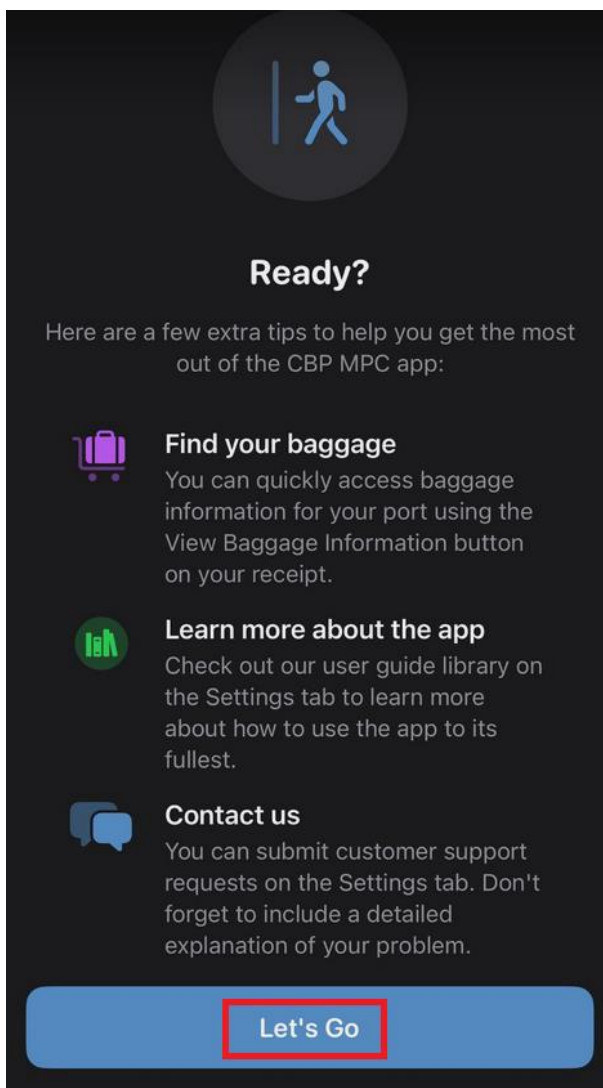 Ready?
Here are a few extra tips to help you get the most
out of the CBP MPC app:
Find your baggage
You can quickly access baggage
information for your port using the
View Baggage Information button
on your receipt.
Learn more about the app
Check out our user guide library on
the Settings tab to learn more
about how to use the app to its
fullest.
Contact us
You can submit customer support
requests on the Settings tab. Don't
forget to include a detailed
explanation of your problem.
Let's Go